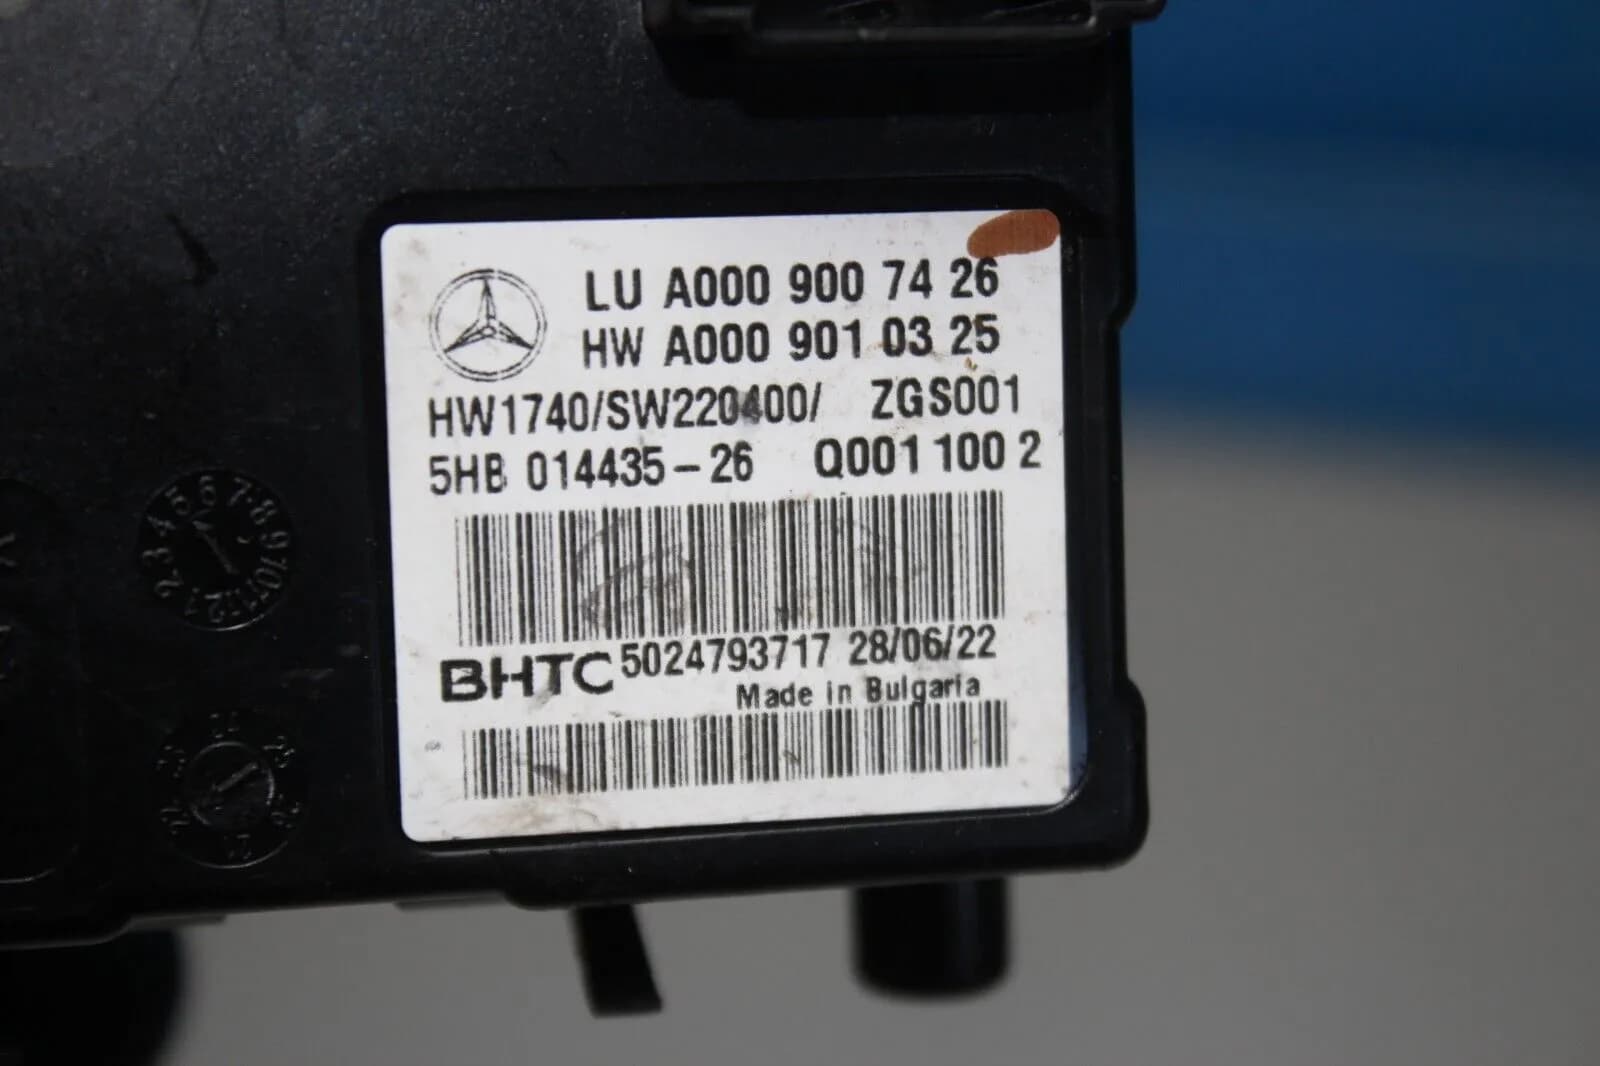 LU A000 900 74 26
HW A000 901 03 25
HW1740/SW220400/ ZGS001
5HB 014435-26 Q001 100 2
BHTC 5024793717 28/06/22
Made in Bulgaria